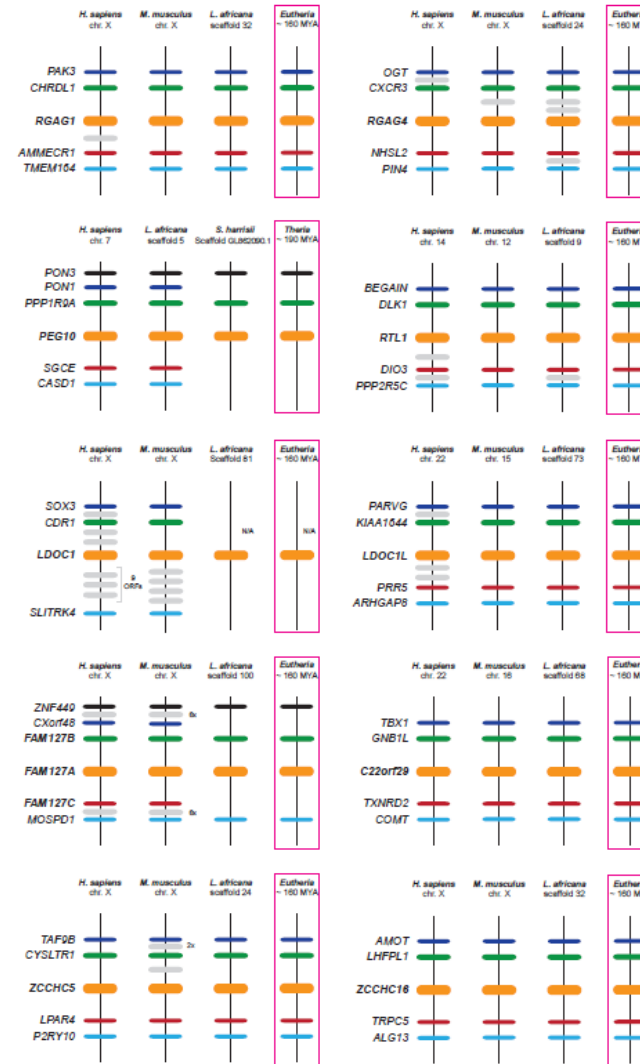 H. sapiens M. musculus L. africana Eutheria
chr. X chr. X scaffold 32 ~ 160 MYA
PAK3
CHRDL1
RGAG1
AMMECR1
TMEM164
H. sapiens M. musculus L. africana
chr. X chr. X scaffold 24 ~ 160
OGT
CXCR3
RGAG4
NHSL2
PIN4
H. sapiens L. africana S. harrisii Theria
chr. 7 scaffold 5 Scaffold GL862090.1 ~ 190 MYA
PON3
PON1
PPP1R9A
PEG10
SGCE
CASD1
H. sapiens M. musculus L. africana
chr. 14 chr. 12 scaffold 9 ~ 160
BEGAIN
DLK1
RTL1
DIO3
PPP2R5C
H. sapiens M. musculus L. africana Eutheria
chr. X chr. X Scaffold 81 ~ 160 MYA
SOX3
CDR1
N/A N/A
LDOC1
9
ORFs
SLITRK4
H. sapiens M. musculus L. africana
chr. 22 chr. 15 scaffold 73 ~ 160
PARVG
KIAA1644
LDOC1L
PRR5
ARHGAP8
H. sapiens M. musculus L. africana Eutheria
chr. X chr. X scaffold 100 ~ 160 MYA
ZNF449
6x
CXorf48
FAM127B
FAM127A
FAM127C
6x
MOSPD1
H. sapiens M. musculus L. africana
chr. 22 chr. 16 scaffold 68 ~ 160
TBX1
GNB1L
C22orf29
TXNRD2
COMT
H. sapiens M. musculus L. africana Eutheria
chr. X chr. X scaffold 24 ~ 160 MYA
TAF9B
2x
CYSLTR1
ZCCHC5
LPAR4
P2RY10
H. sapiens M. musculus L. africana
chr. X chr. X scaffold 32 ~ 160
AMOT
LHFPL1
ZCCHC16
TRPC5
ALG13